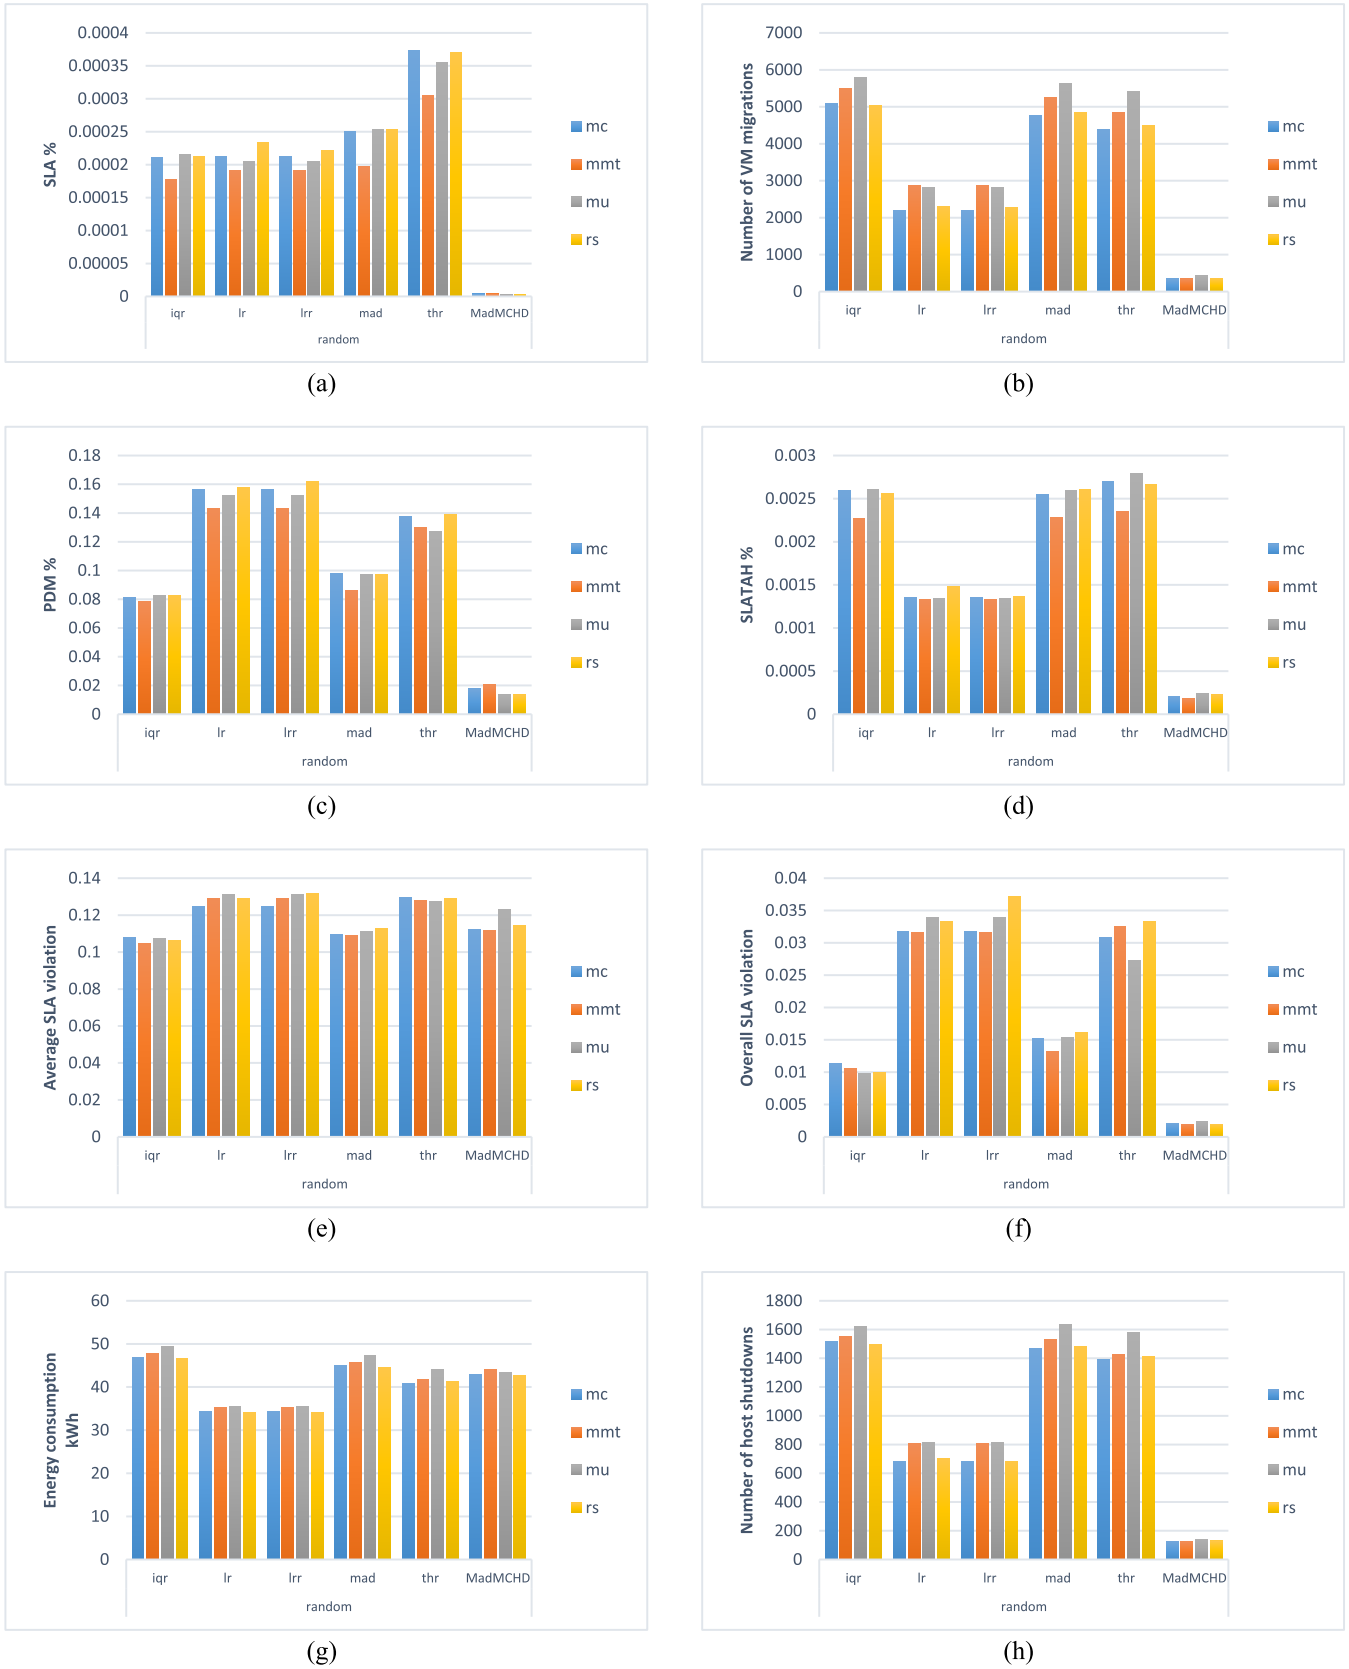 0.0004
0.00035
0.0003
0.00025
0.0002
0.00015
0.0001
0.00005
0
SLA %
iqr lr lrr mad thr MadMCHD
random
mc
mmt
mu
rs
(a)
7000
6000
5000
4000
3000
2000
1000
0
Number of VM migrations
iqr lr lrr mad thr MadMCHD
random
mc
mmt
mu
rs
(b)
0.18
0.16
0.14
0.12
0.1
0.08
0.06
0.04
0.02
0
PDM %
iqr lr lrr mad thr MadMCHD
random
mc
mmt
mu
rs
(c)
0.003
0.0025
0.002
0.0015
0.001
0.0005
0
SLATAH %
iqr lr lrr mad thr MadMCHD
random
mc
mmt
mu
rs
(d)
0.14
0.12
0.1
0.08
0.06
0.04
0.02
0
Average SLA violation
iqr lr lrr mad thr MadMCHD
random
mc
mmt
mu
rs
(e)
0.04
0.035
0.03
0.025
0.02
0.015
0.01
0.005
0
Overall SLA violation
iqr lr lrr mad thr MadMCHD
random
mc
mmt
mu
rs
(f)
60
50
40
30
20
10
0
Energy consumption
kWh
iqr lr lrr mad thr MadMCHD
random
mc
mmt
mu
rs
(g)
1800
1600
1400
1200
1000
800
600
400
200
0
Number of host shutdowns
iqr lr lrr mad thr MadMCHD
random
mc
mmt
mu
rs
(h)